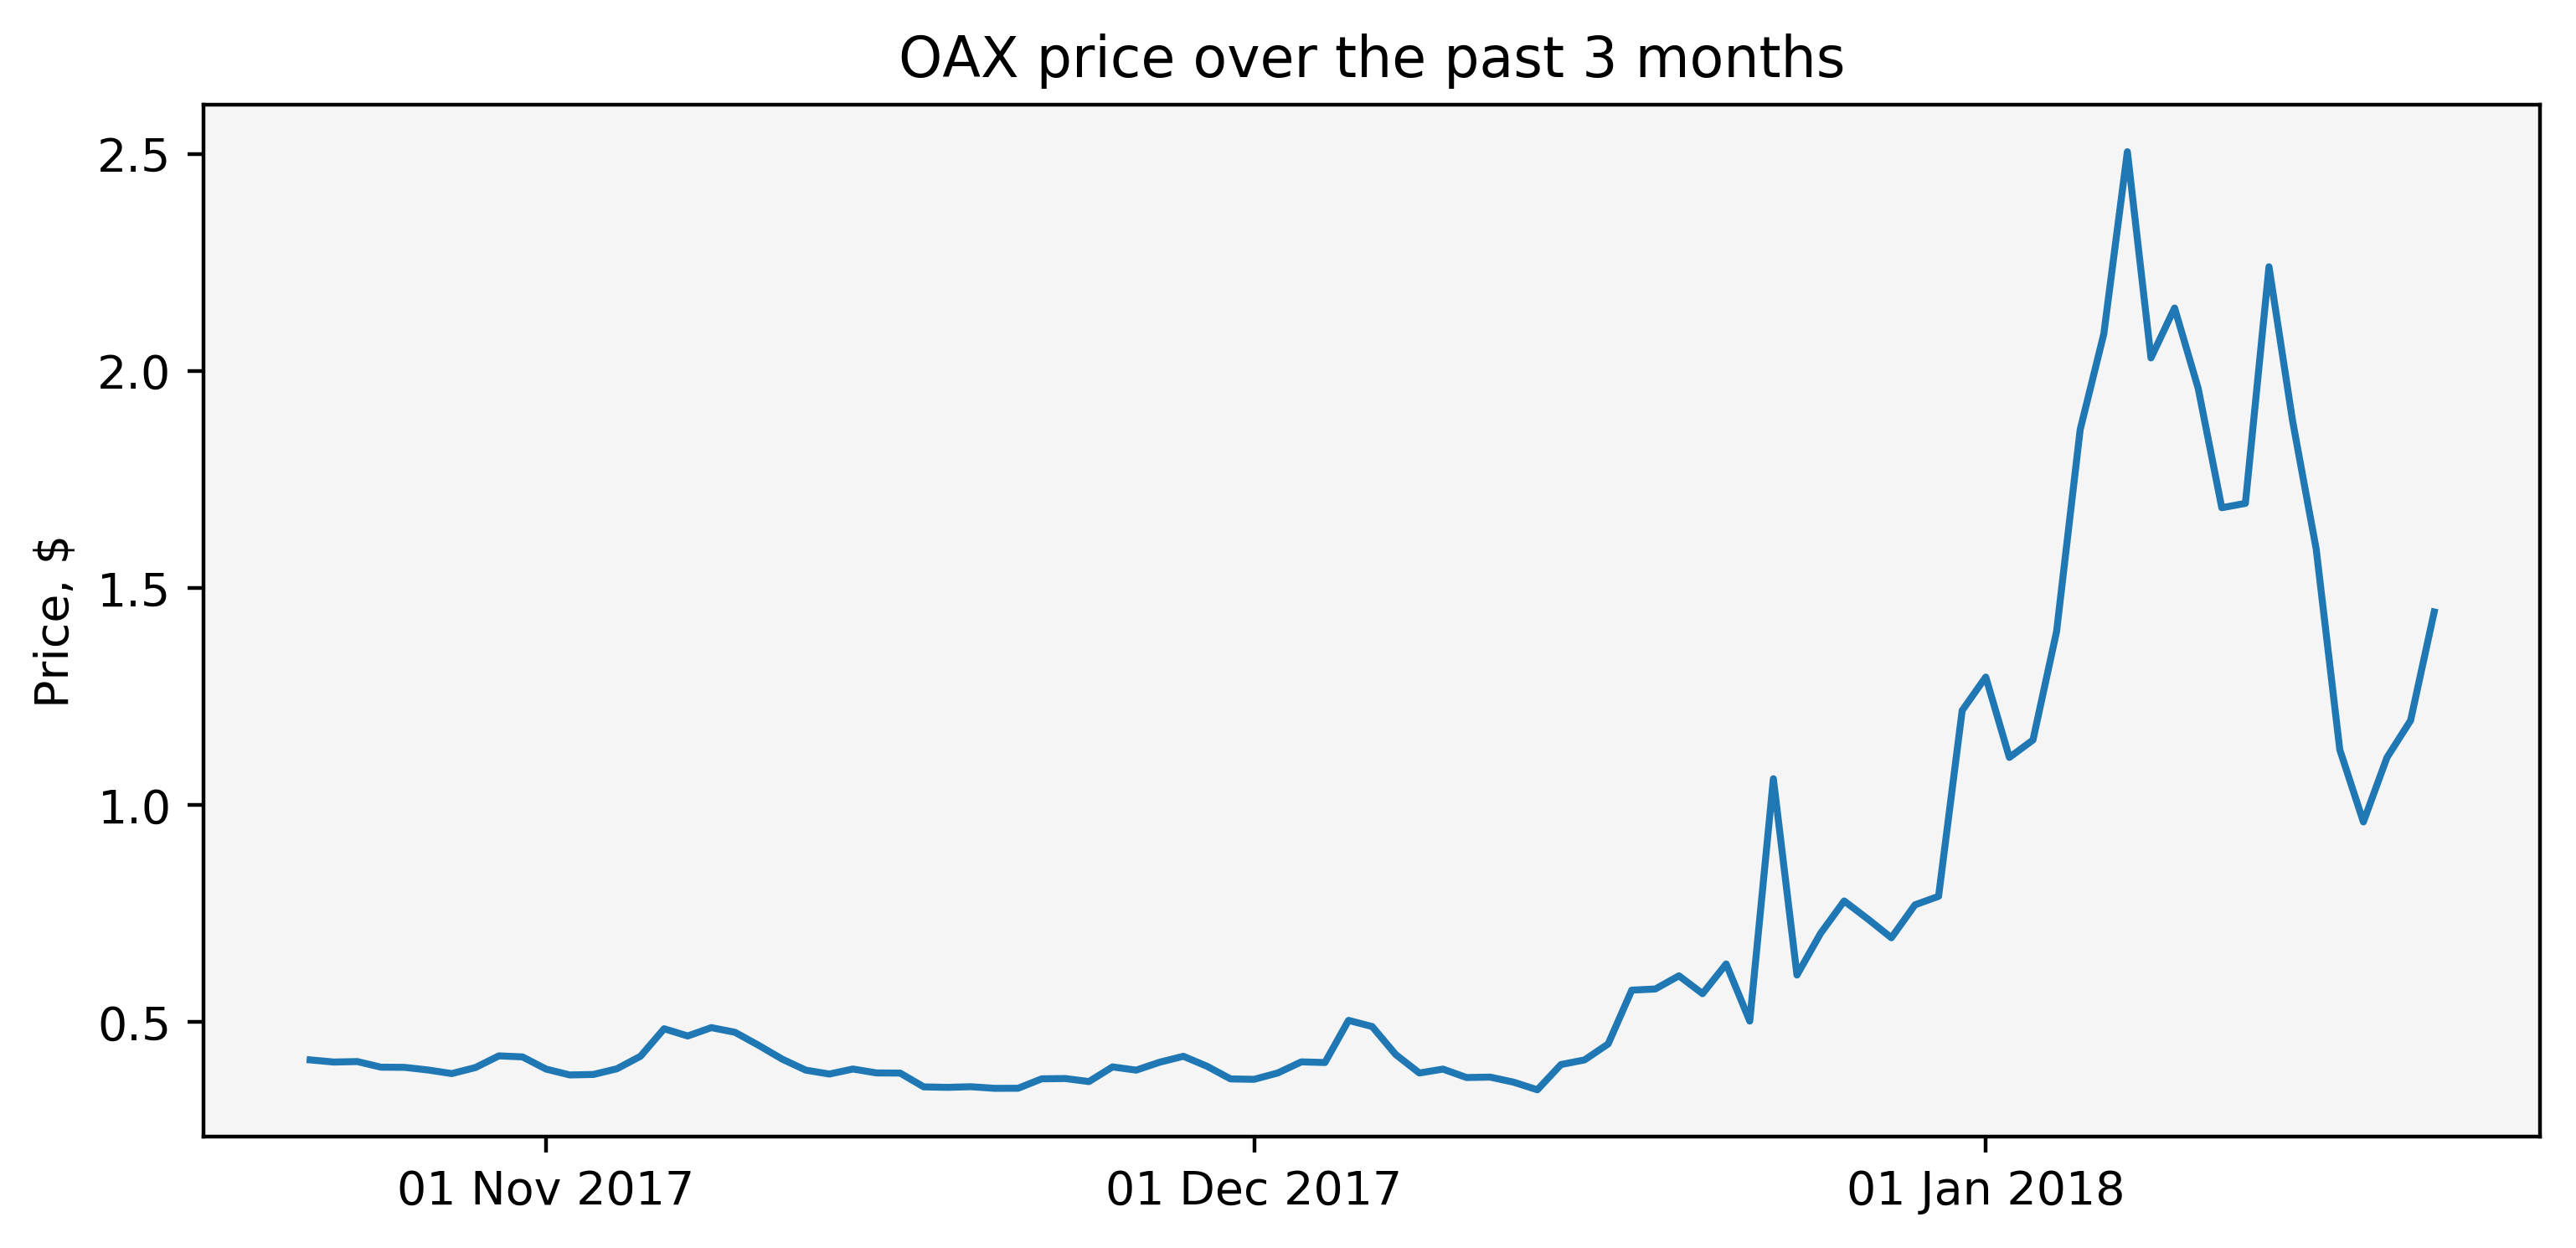 OAX price over the past 3 months
Price, $
2.5
2.0
1.5
1.0
0.5
01 Nov 2017
01 Dec 2017
01 Jan 2018